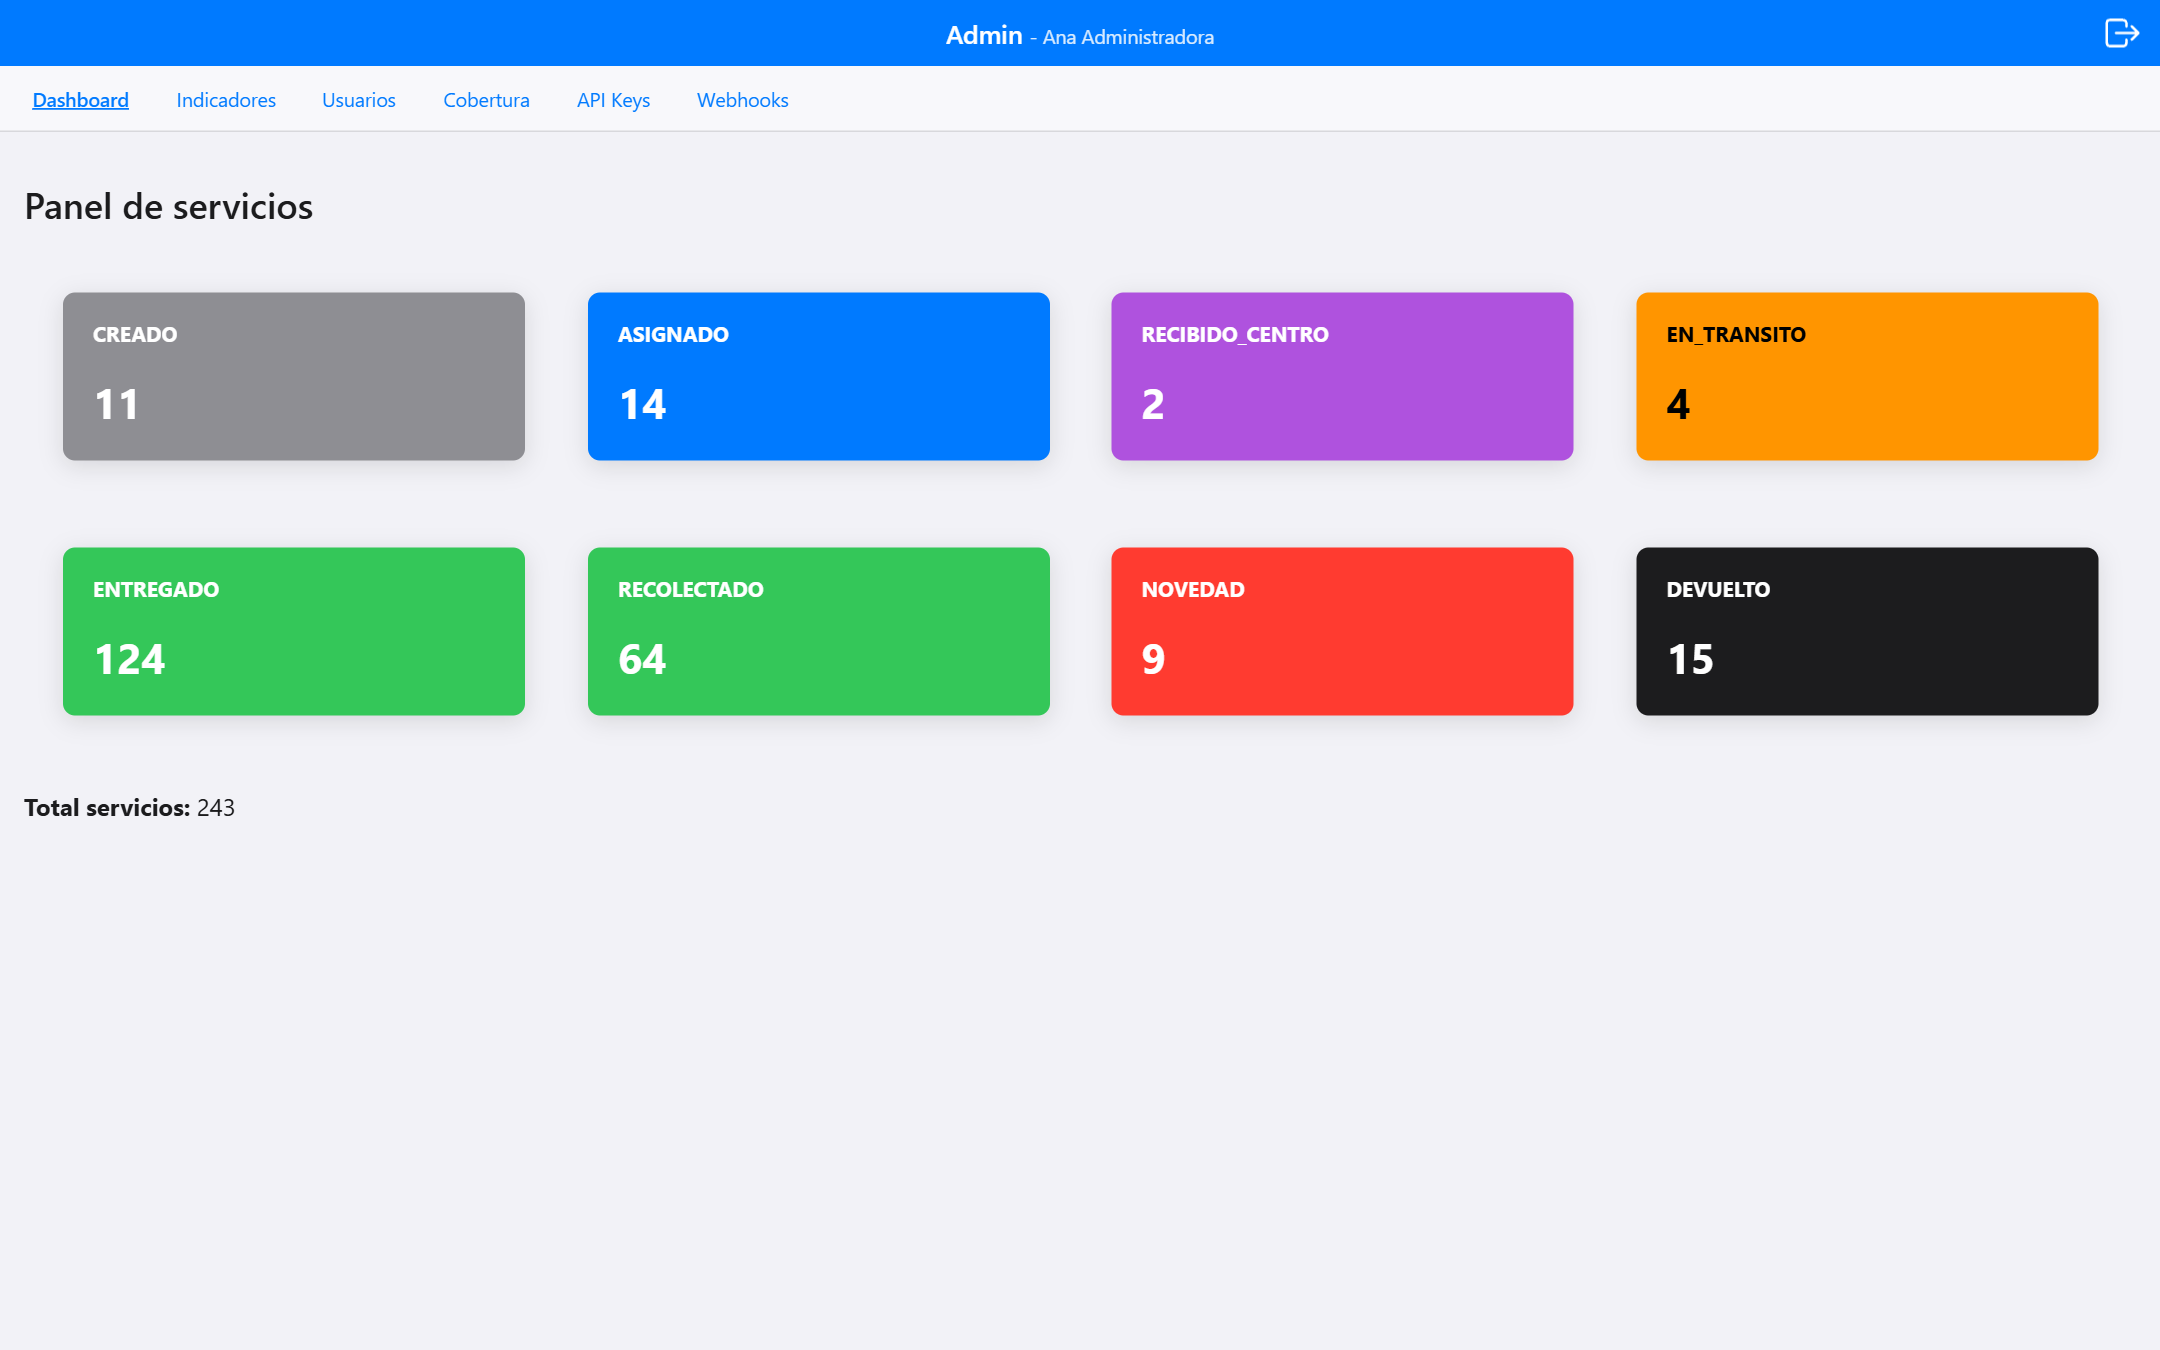 Admin - Ana Administradora
Dashboard Indicadores Usuarios Cobertura API Keys Webhooks
Panel de servicios
CREADO
11
ASIGNADO
14
RECIBIDO_CENTRO
2
EN_TRANSITO
4
ENTREGADO
124
RECOLECTADO
64
NOVEDAD
9
DEVUELTO
15
Total servicios: 243